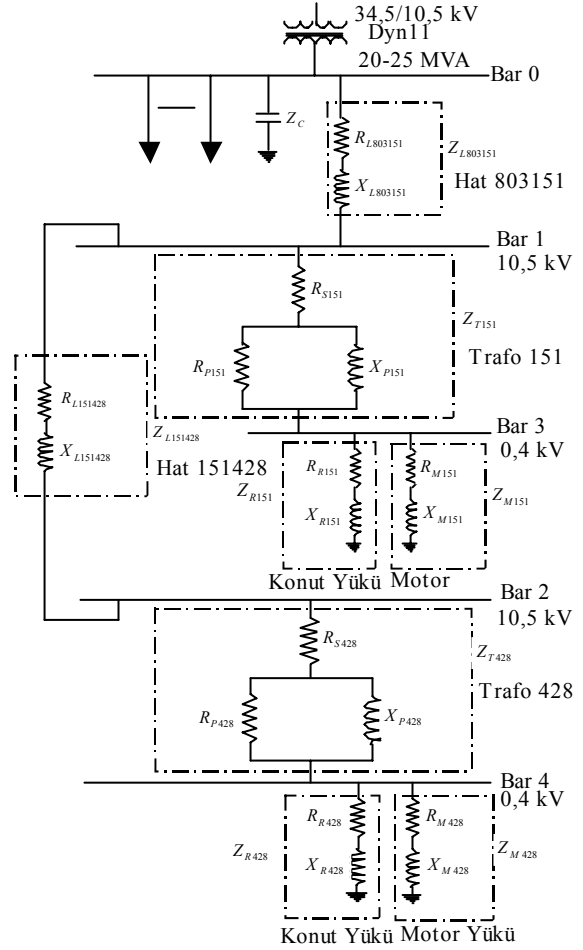 34,5/10,5 kV
Dyn11
20-25 MVA
Bar 0
Z_C
R_L803151
Z_L803151
X_L803151
Hat 803151
Bar 1
10,5 kV
R_S151
Z_T151
R_P151
X_P151
Trafo 151
R_L151428
X_L151428
Z_L151428
Hat 151428
Bar 3
0,4 kV
R_R151
R_M151
Z_R151
Z_M151
X_R151
X_M151
Konut Yükü
Motor
Bar 2
10,5 kV
R_S428
Z_T428
Trafo 428
R_P428
X_P428
Bar 4
0,4 kV
R_R428
R_M428
Z_R428
Z_M428
X_R428
X_M428
Konut Yükü
Motor Yükü